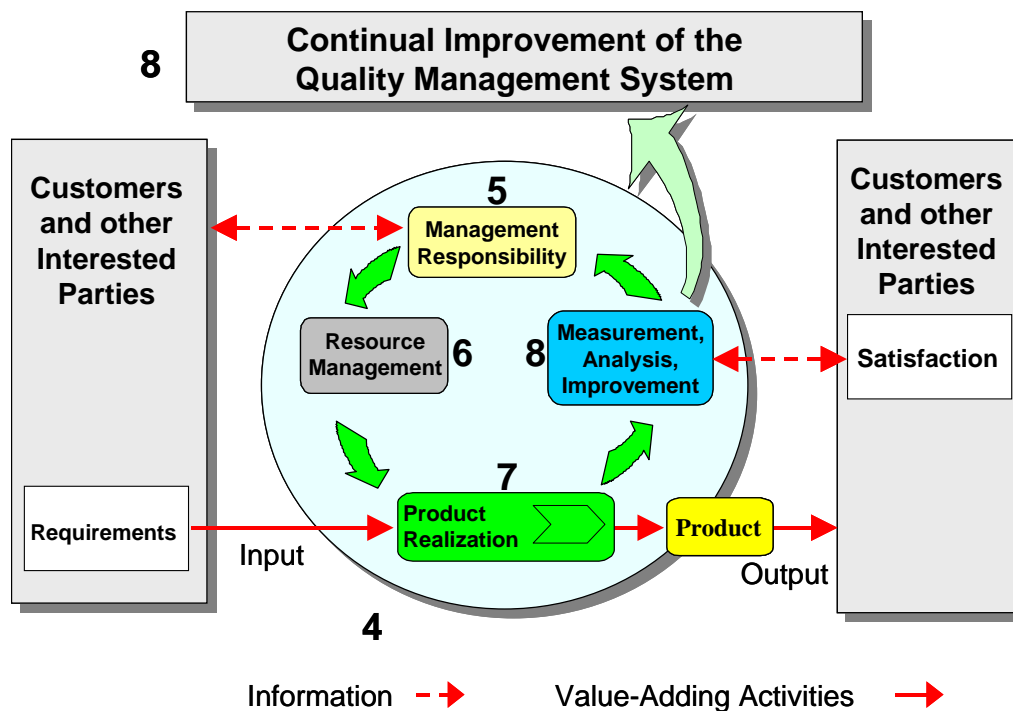 Continual Improvement of the
Quality Management System
8
Customers
and other
Interested
Parties
5
Management
Responsibility
Customers
and other
Interested
Parties
Resource
Management
6
8
Measurement,
Analysis,
Improvement
Satisfaction
7
Requirements
Input
Product
Realization
Product
Output
4
Information
Value-Adding Activities